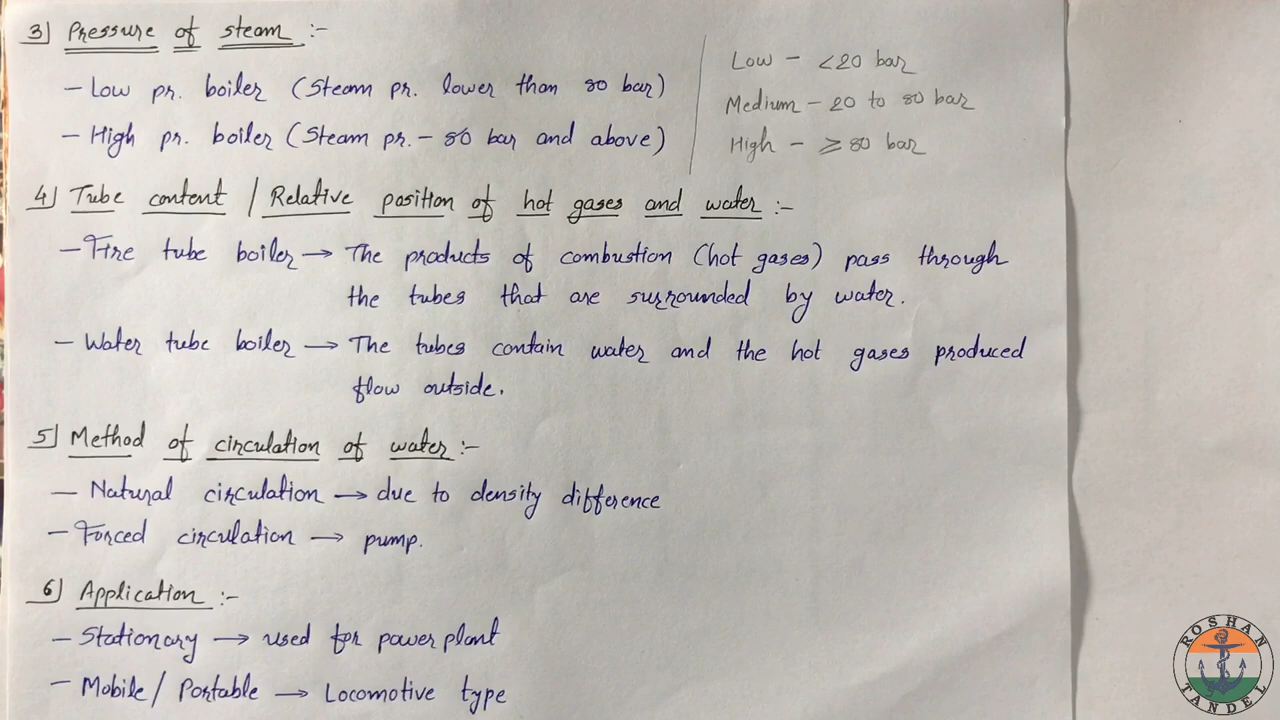 3) Pressure of steam :-
- Low pr. boiler (Steam pr. lower than 80 bar)
- High pr. boiler (Steam pr. - 80 bar and above)
Low - <20 bar
Medium - 20 to 80 bar
High - ≥ 80 bar
4) Tube content / Relative position of hot gases and water :-
- Fire tube boiler → The products of combustion (hot gases) pass through
the tubes that are surrounded by water.
- Water tube boiler → The tubes contain water and the hot gases produced
flow outside.
5) Method of circulation of water :-
- Natural circulation → due to density difference
- Forced circulation → pump.
6) Application :-
- Stationary → used for power plant
- Mobile / Portable → Locomotive type
ROSHAN
TANDEL